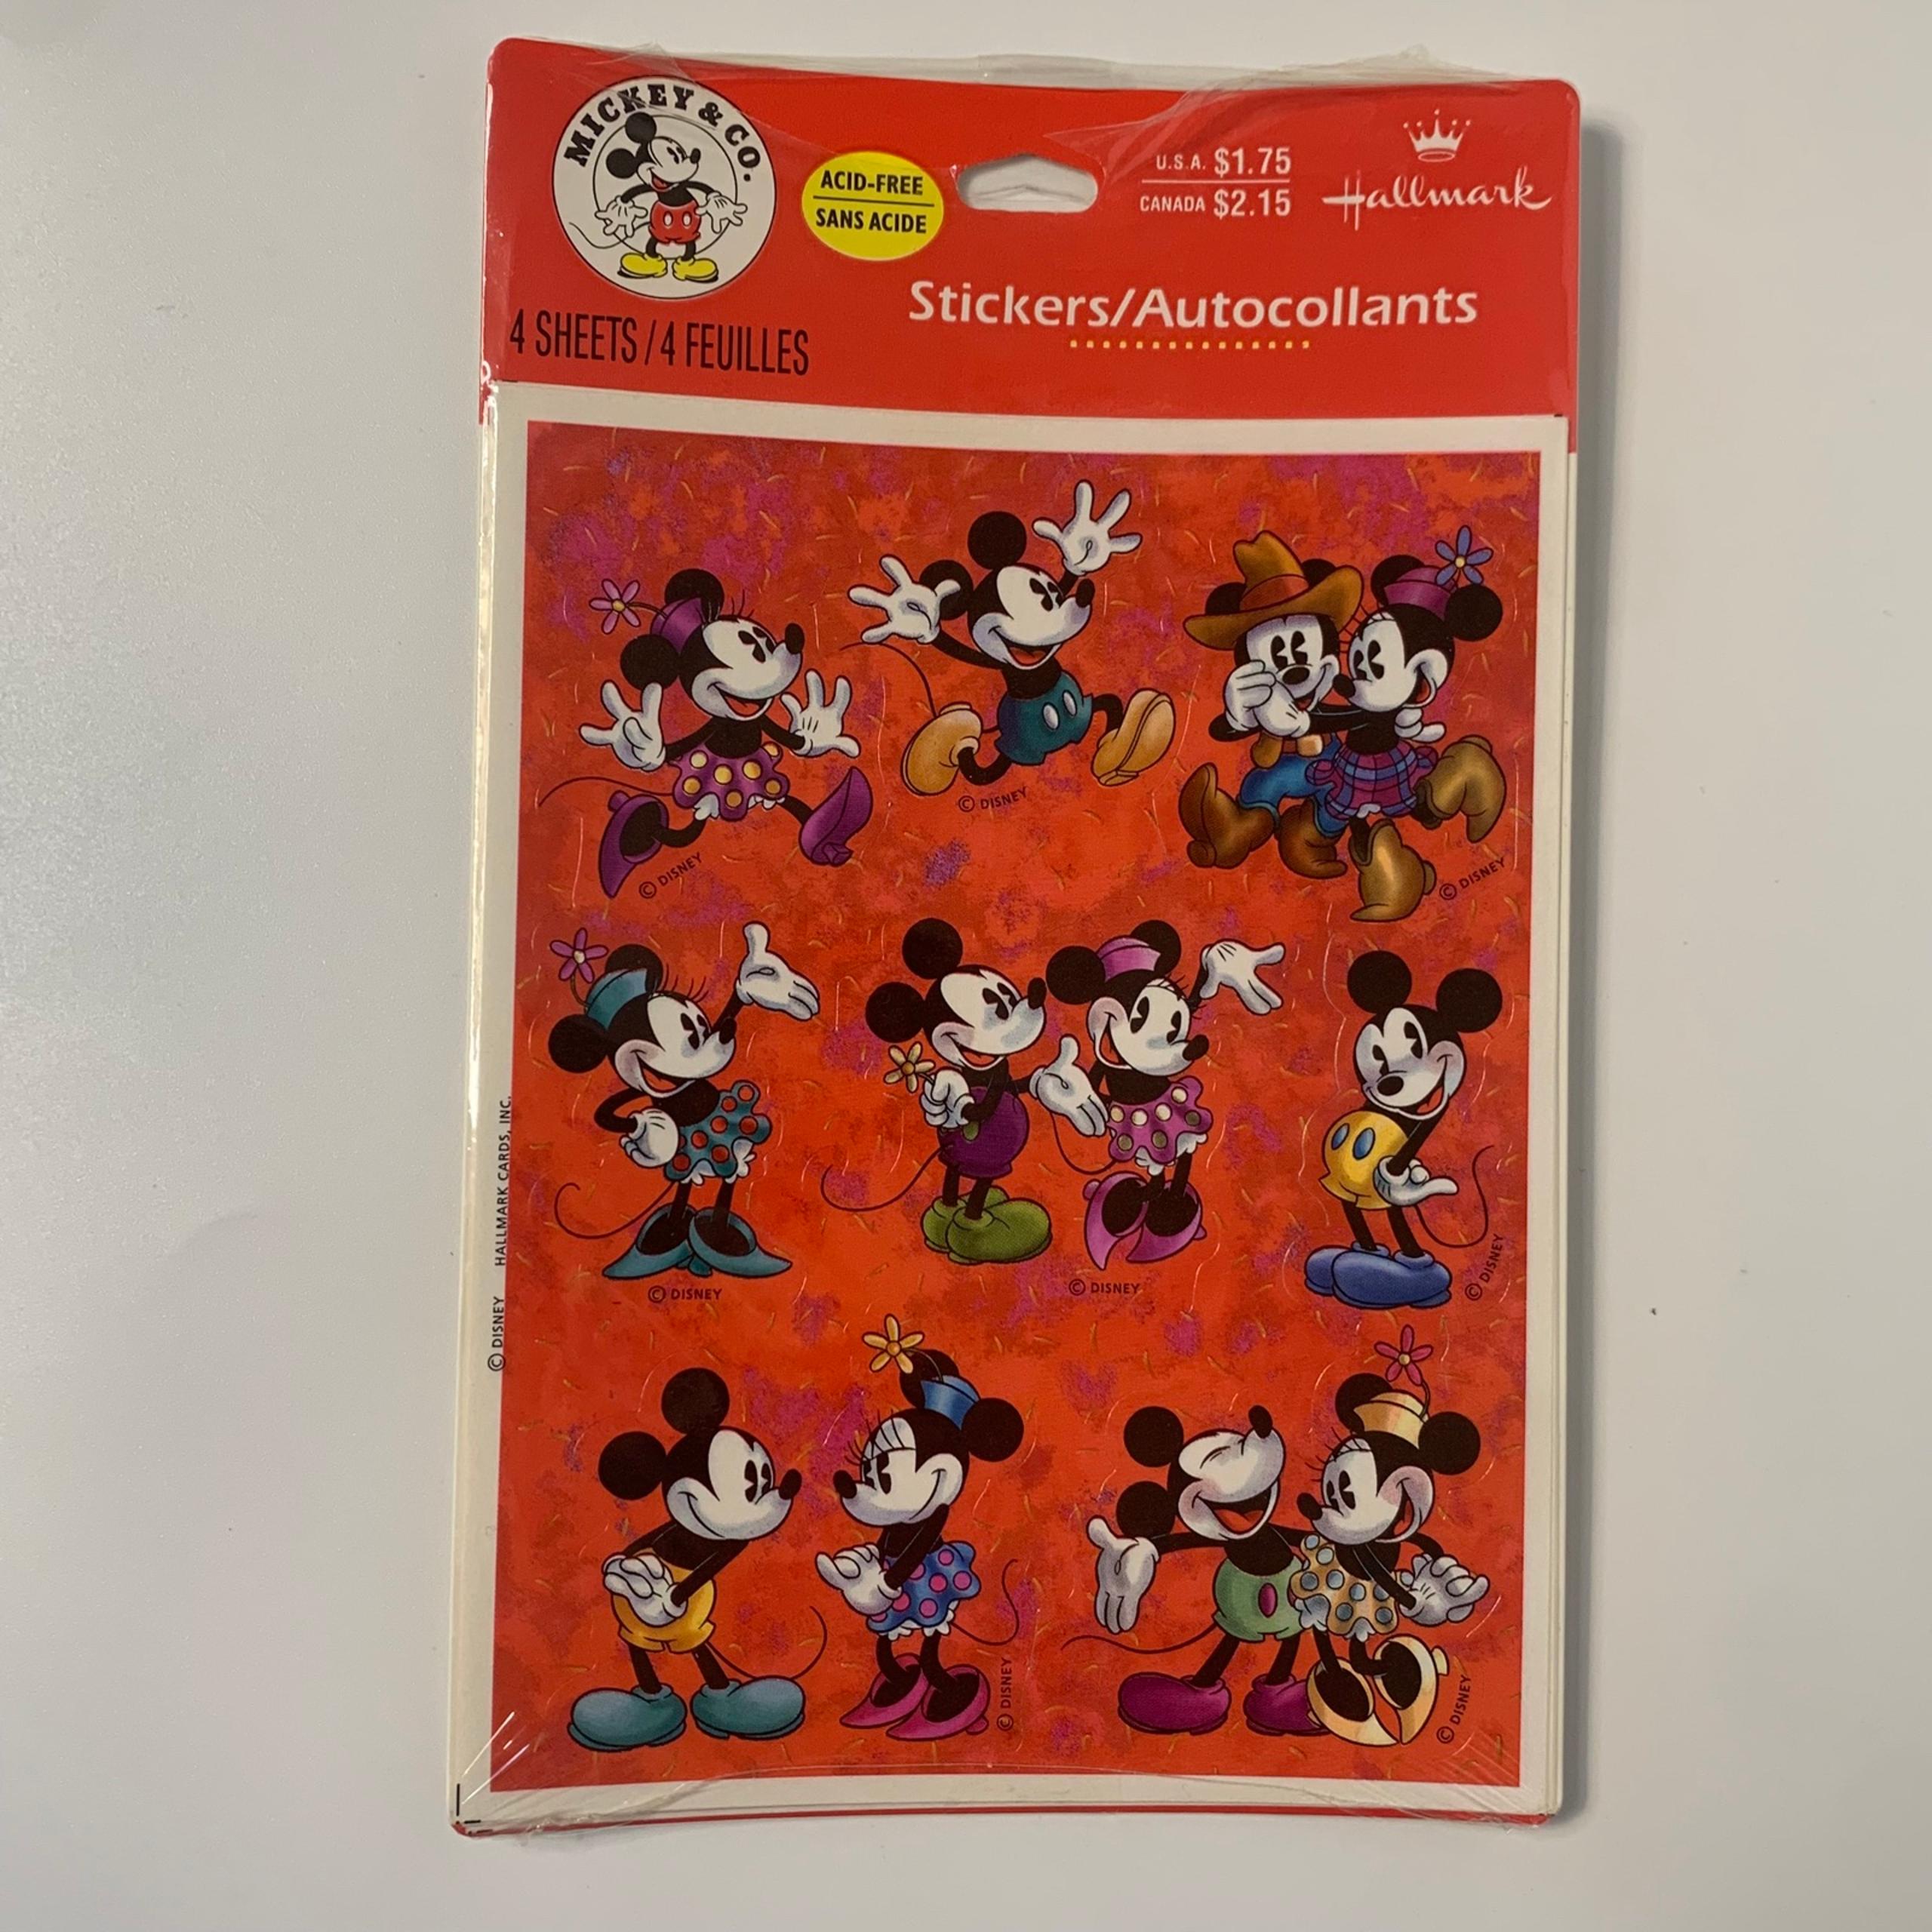 MICKEY & CO.
ACID-FREE
SANS ACIDE
U.S.A. $1.75
CANADA $2.15
Hallmark
4 SHEETS / 4 FEUILLES
Stickers/Autocollants
© DISNEY
© DISNEY
© DISNEY
© DISNEY
© DISNEY
© DISNEY
© DISNEY HALLMARK CARDS, INC.
© DISNEY
© DISNEY